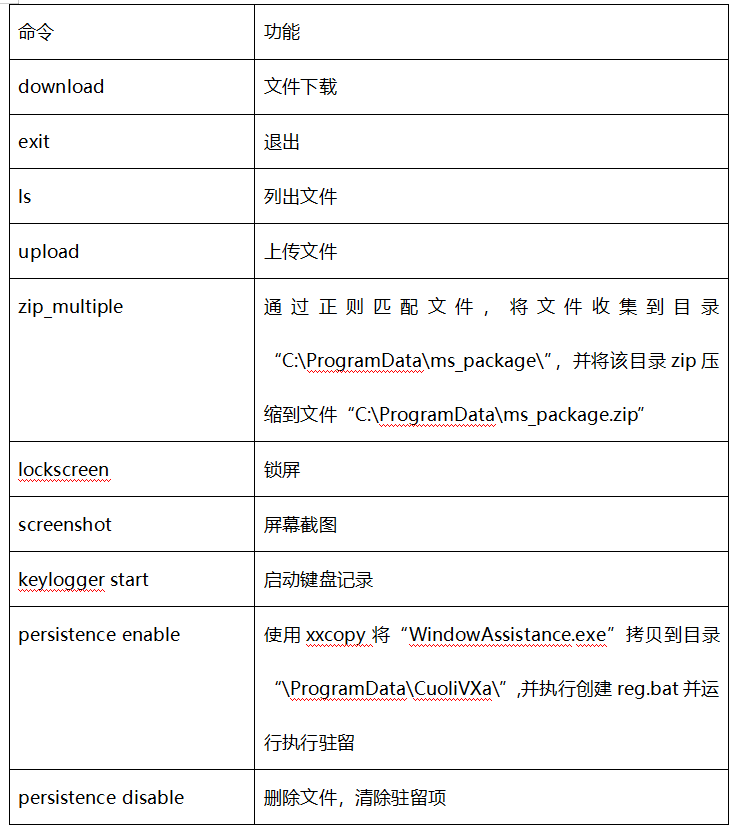 命令 功能
download 文件下载
exit 退出
ls 列出文件
upload 上传文件
zip_multiple 通过正则匹配文件，将文件收集到目录
“C:\ProgramData\ms_package\”，并将该目录 zip 压
缩到文件“C:\ProgramData\ms_package.zip”
lockscreen 锁屏
screenshot 屏幕截图
keylogger start 启动键盘记录
persistence enable 使用 xxcopy 将“WindowAssistance.exe”拷贝到目录
“\ProgramData\CuoliVXa\”,并执行创建 reg.bat 并运
行执行驻留
persistence disable 删除文件，清除驻留项